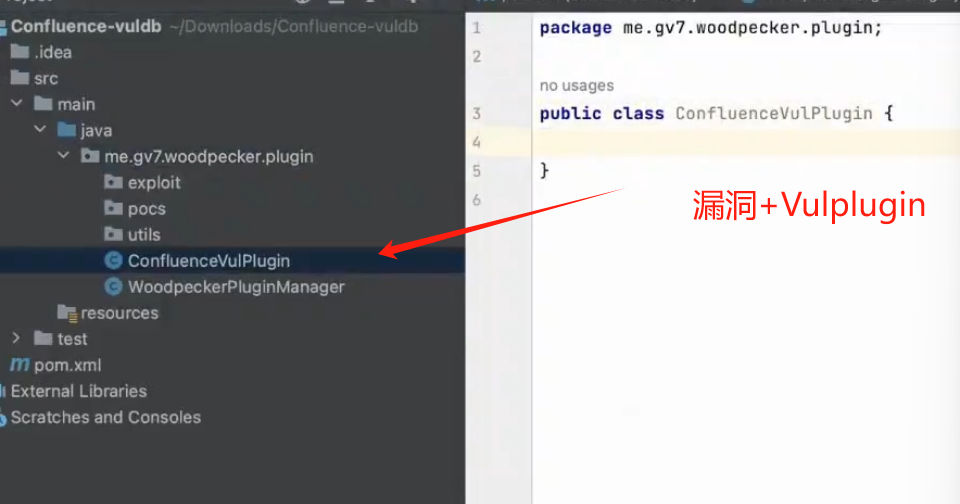 Confluence-vuldb ~/Downloads/Confluence-vuldb
.idea
src
main
java
me.gv7.woodpecker.plugin
exploit
pocs
utils
ConfluenceVulPlugin
WoodpeckerPluginManager
resources
test
pom.xml
External Libraries
Scratches and Consoles
1 package me.gv7.woodpecker.plugin;
2
no usages
3 public class ConfluenceVulPlugin {
4
5 }
6
漏洞+Vulplugin